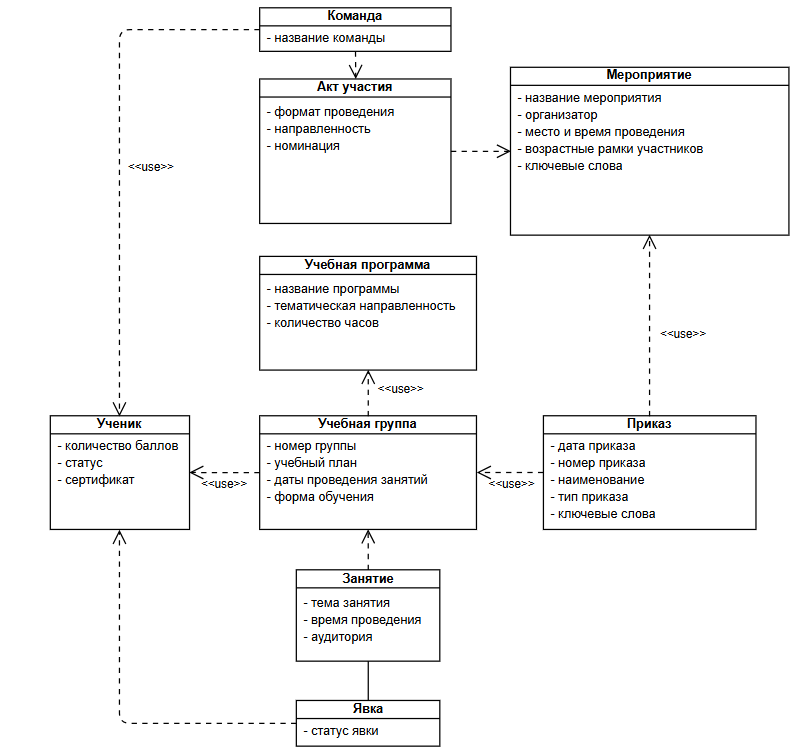 Команда
- название команды
Акт участия
- формат проведения
- направленность
- номинация
Мероприятие
- название мероприятия
- организатор
- место и время проведения
- возрастные рамки участников
- ключевые слова
<<use>>
Учебная программа
- название программы
- тематическая направленность
- количество часов
<<use>>
<<use>>
Ученик
- количество баллов
- статус
- сертификат
<<use>>
Учебная группа
- номер группы
- учебный план
- даты проведения занятий
- форма обучения
<<use>>
Приказ
- дата приказа
- номер приказа
- наименование
- тип приказа
- ключевые слова
Занятие
- тема занятия
- время проведения
- аудитория
Явка
- статус явки